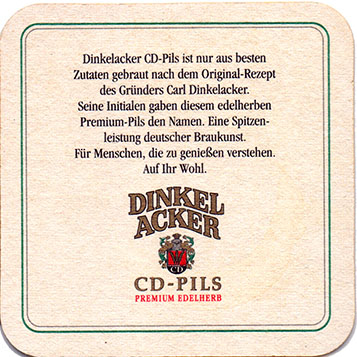 Dinkelacker CD-Pils ist nur aus besten
Zutaten gebraut nach dem Original-Rezept
des Gründers Carl Dinkelacker.
Seine Initialen gaben diesem edelherben
Premium-Pils den Namen. Eine Spitzen-
leistung deutscher Braukunst.
Für Menschen, die zu genießen verstehen.
Auf Ihr Wohl.
DINKEL
ACKER
CD
CD-PILS
PREMIUM EDELHERB